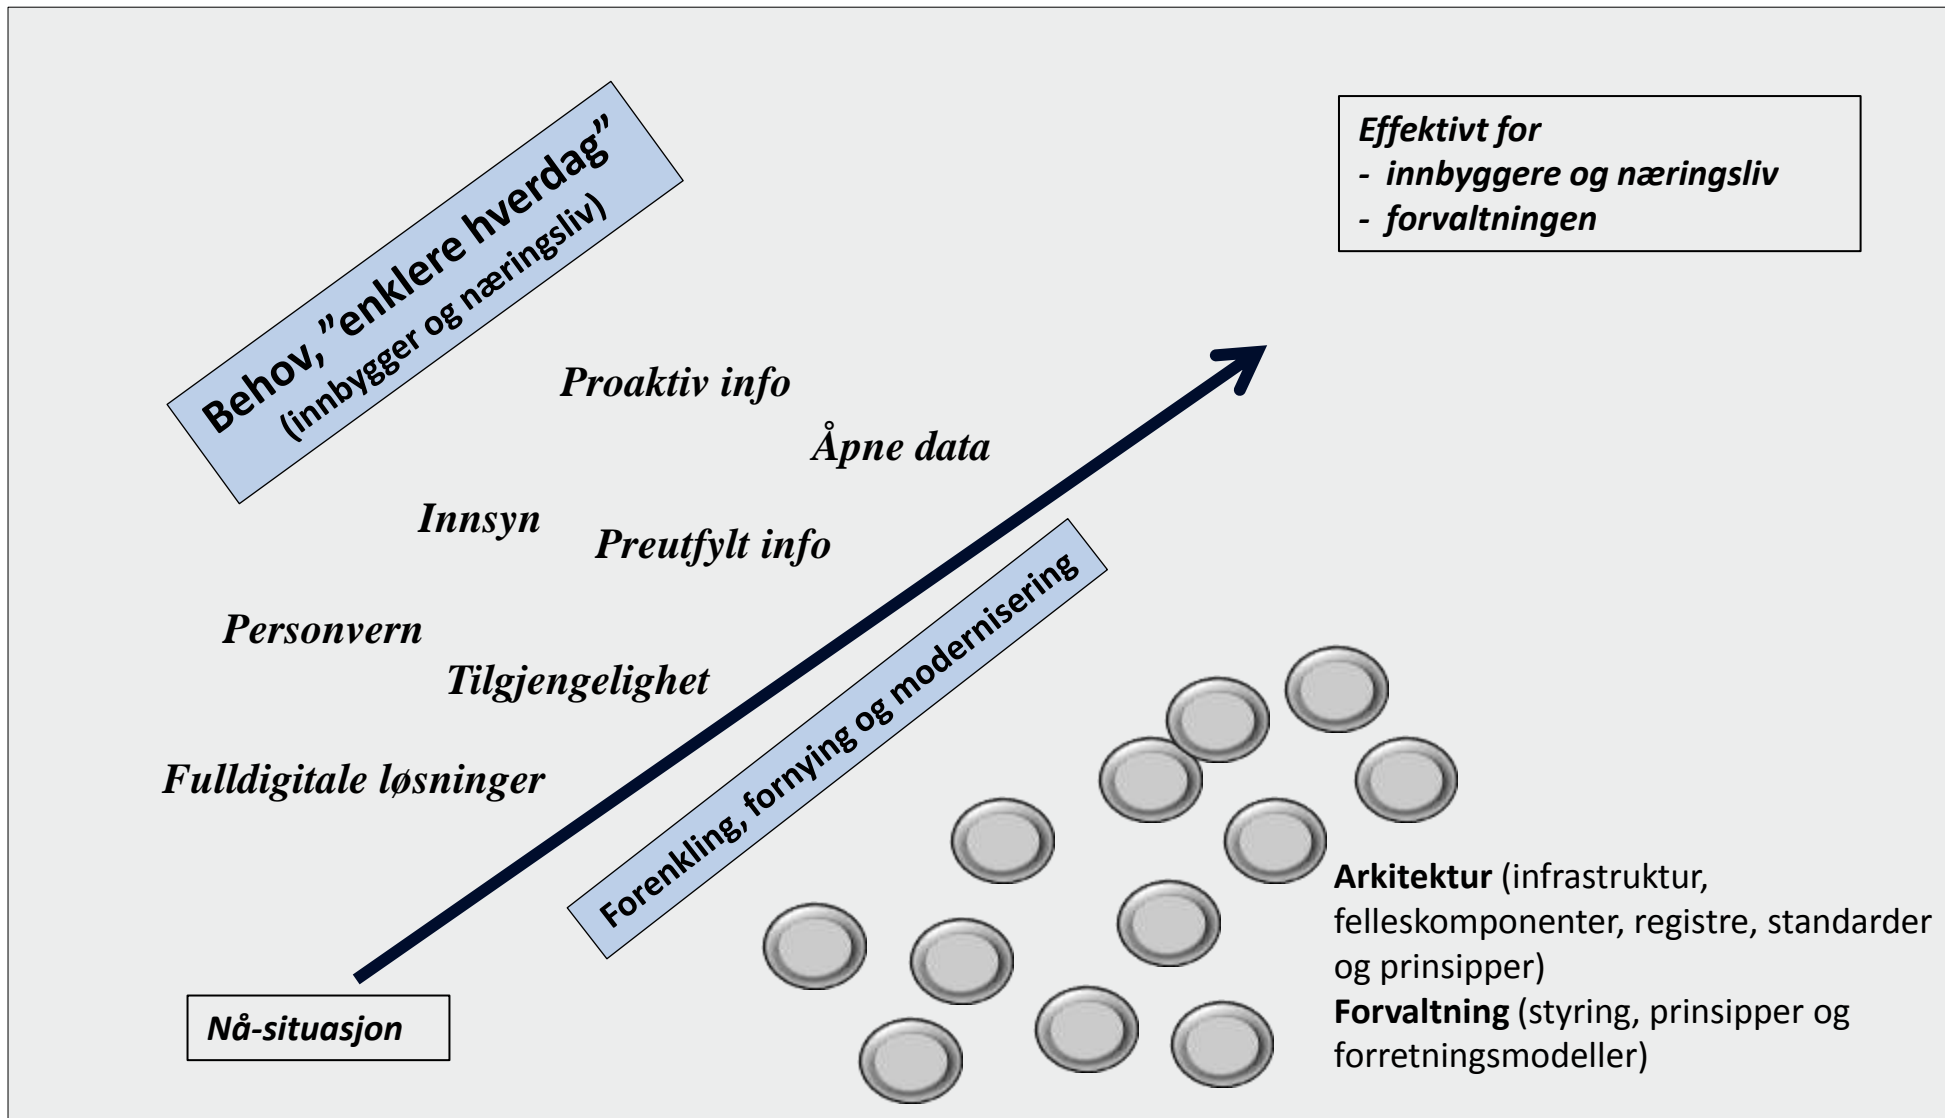 Behov,”enklere hverdag”
(innbygger og næringsliv)
Effektivt for
- innbyggere og næringsliv
- forvaltningen
Proaktiv info
Åpne data
Innsyn
Preutfylt info
Personvern
Tilgjengelighet
Fulldigitale løsninger
Forenkling, fornying og modernisering
Nå-situasjon
Arkitektur (infrastruktur,
felleskomponenter, registre, standarder
og prinsipper)
Forvaltning (styring, prinsipper og
forretningsmodeller)